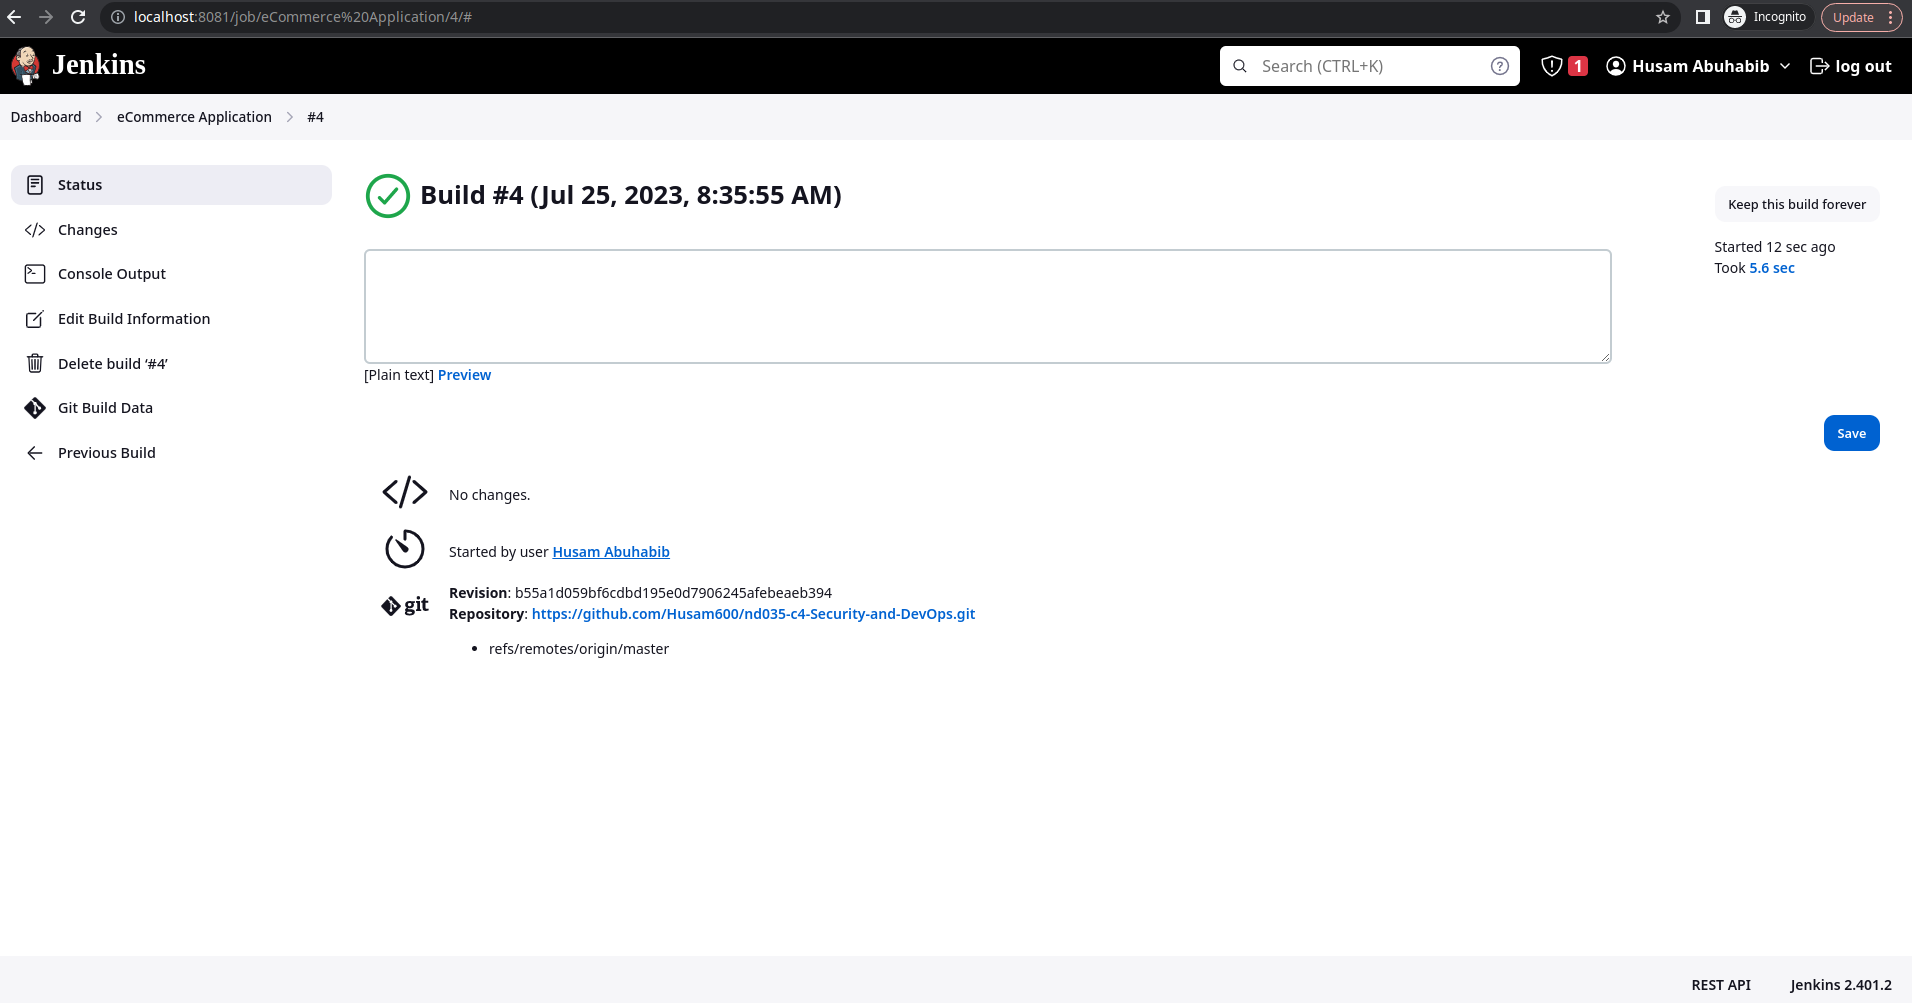 localhost:8081/job/eCommerce%20Application/4/#
Incognito
Update
Jenkins
Search (CTRL+K)
1
Husam Abuhabib
log out
Dashboard
eCommerce Application
#4
Status
Changes
Console Output
Edit Build Information
Delete build ‘#4’
Git Build Data
Previous Build
Build #4 (Jul 25, 2023, 8:35:55 AM)
Keep this build forever
Started 12 sec ago
Took 5.6 sec
[Plain text] Preview
Save
No changes.
Started by user Husam Abuhabib
git
Revision: b55a1d059bf6cdbd195e0d7906245afebeaeb394
Repository: https://github.com/Husam600/nd035-c4-Security-and-DevOps.git
• refs/remotes/origin/master
REST API
Jenkins 2.401.2